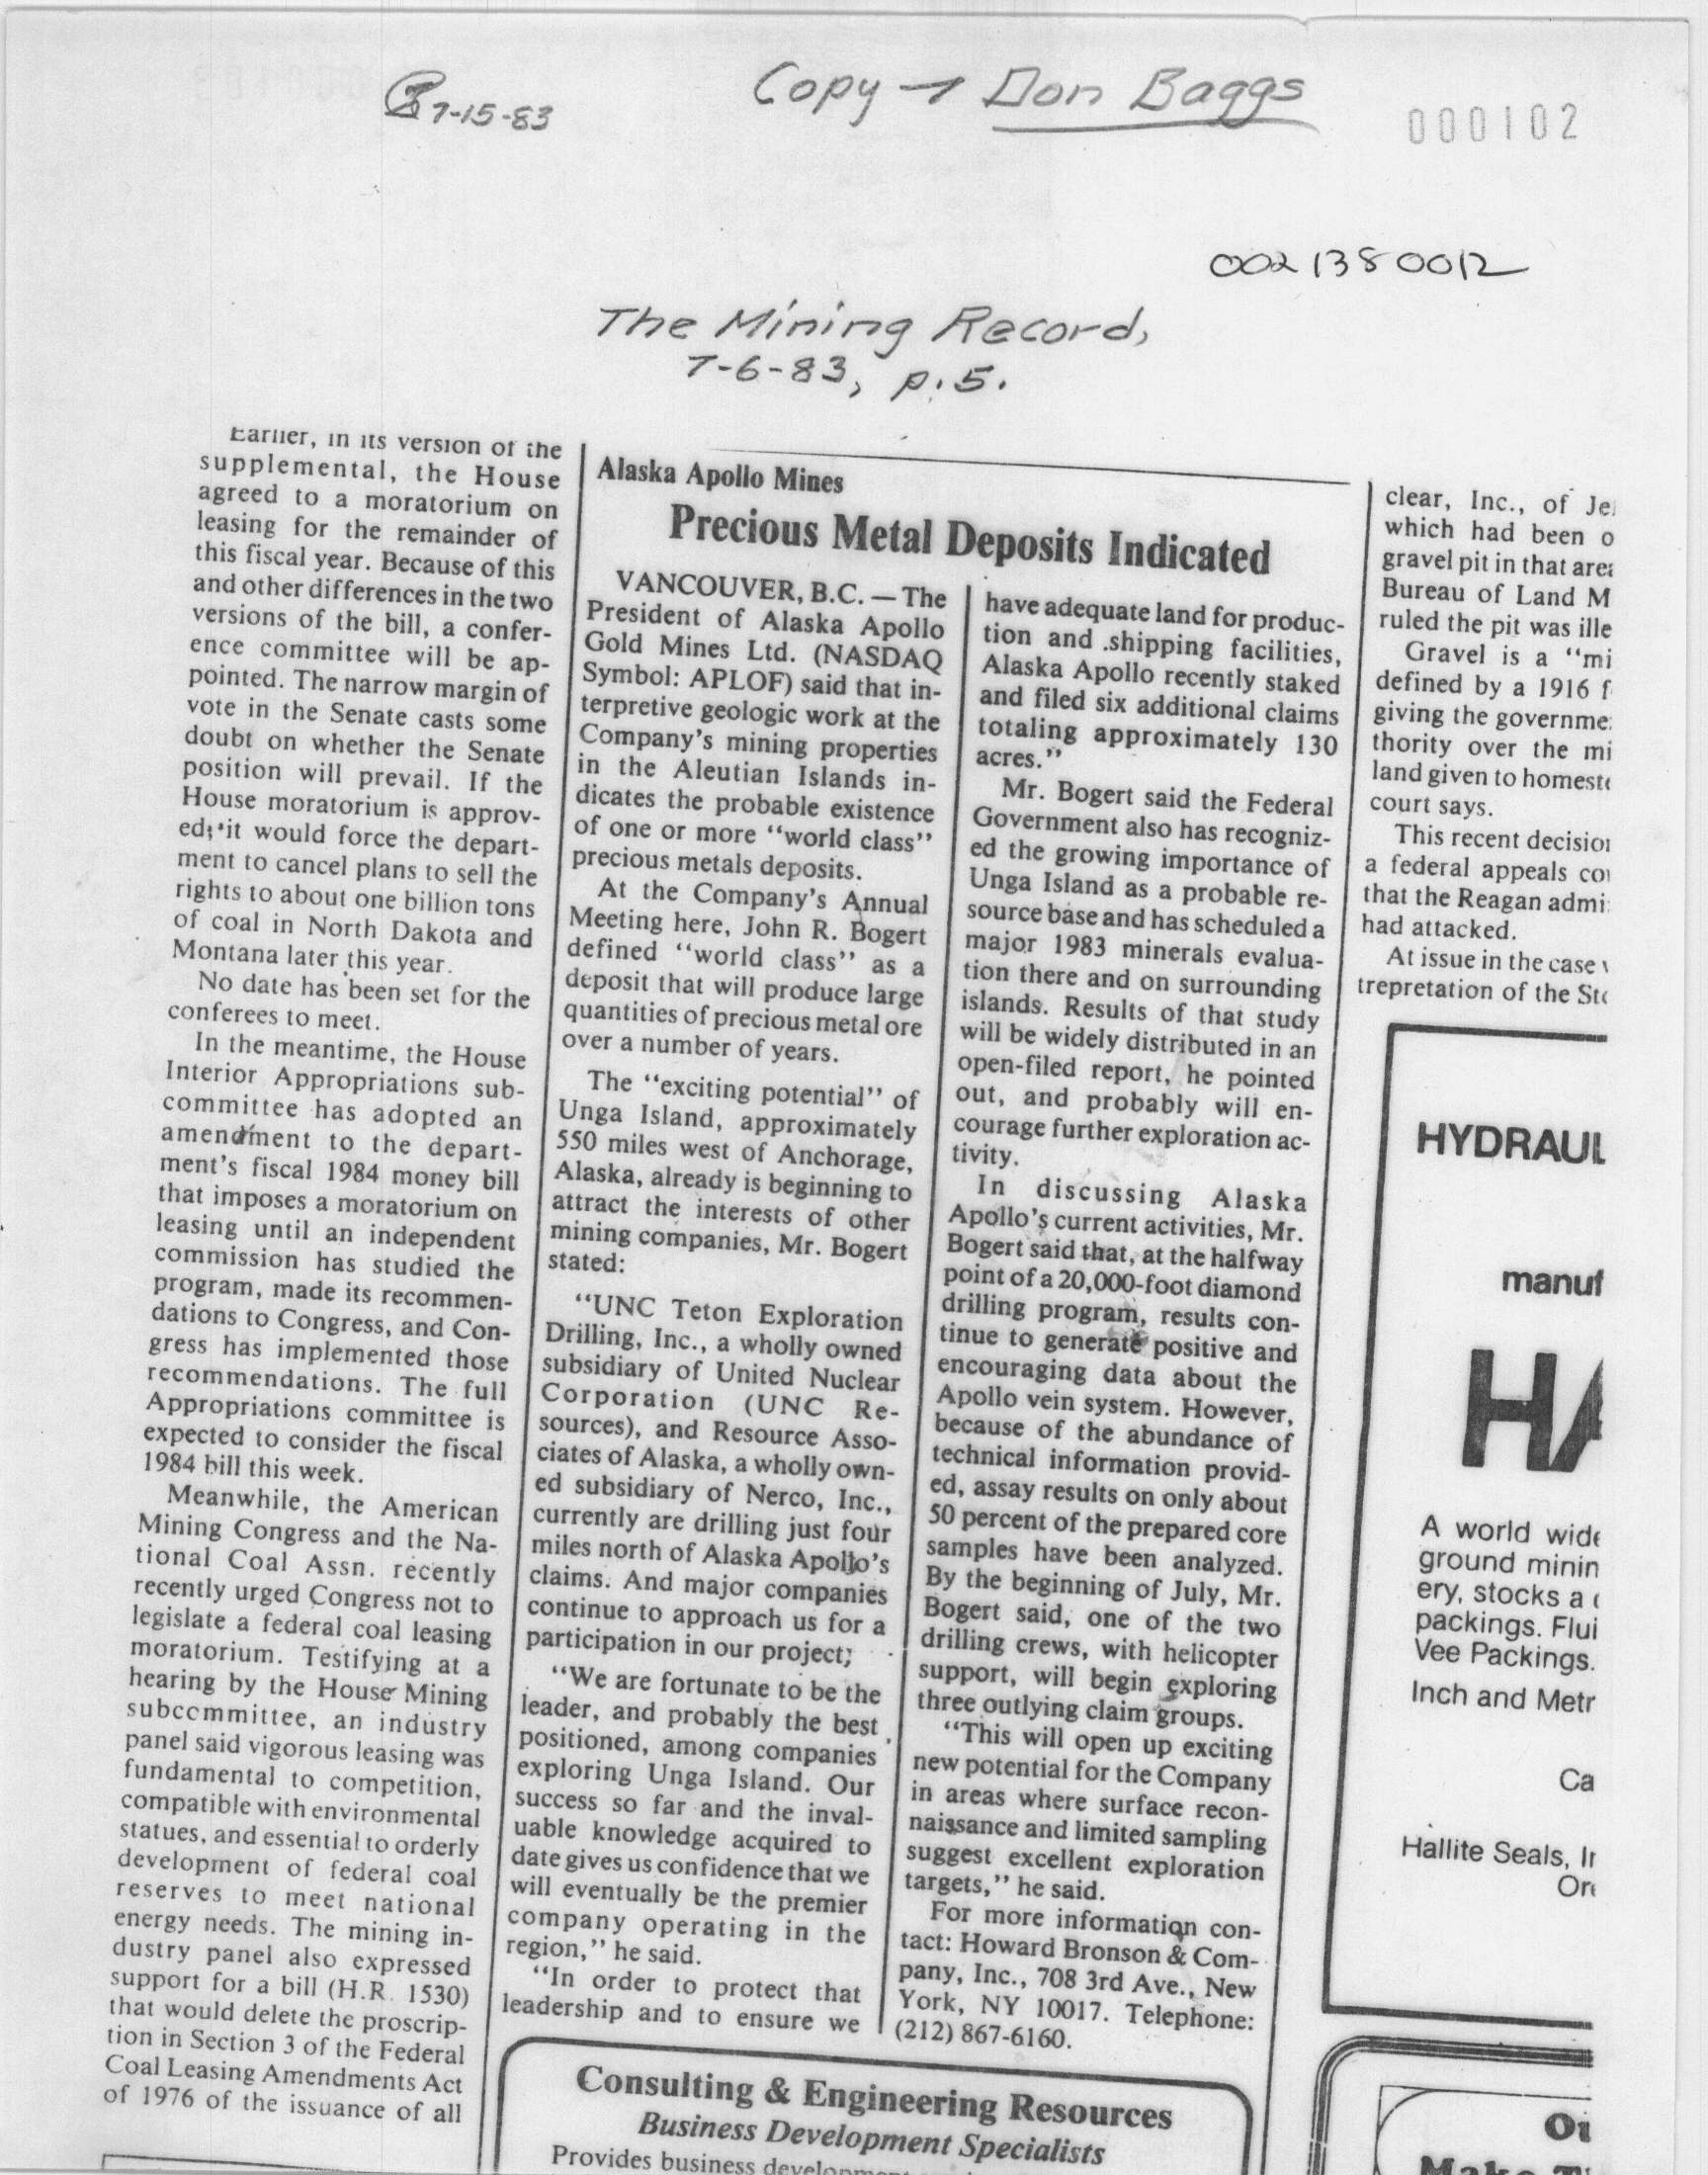 7-15-83
Copy → Don Baggs
000102
0021380012
The Mining Record,
7-6-83, p. 5.
Earlier, in its version of the
supplemental, the House
agreed to a moratorium on
leasing for the remainder of
this fiscal year. Because of this
and other differences in the two
versions of the bill, a confer-
ence committee will be ap-
pointed. The narrow margin of
vote in the Senate casts some
doubt on whether the Senate
position will prevail. If the
House moratorium is approv-
ed, it would force the depart-
ment to cancel plans to sell the
rights to about one billion tons
of coal in North Dakota and
Montana later this year.
No date has been set for the
conferees to meet.
In the meantime, the House
Interior Appropriations sub-
committee has adopted an
amendment to the depart-
ment's fiscal 1984 money bill
that imposes a moratorium on
leasing until an independent
commission has studied the
program, made its recommen-
dations to Congress, and Con-
gress has implemented those
recommendations. The full
Appropriations committee is
expected to consider the fiscal
1984 bill this week.
Meanwhile, the American
Mining Congress and the Na-
tional Coal Assn. recently
recently urged Congress not to
legislate a federal coal leasing
moratorium. Testifying at a
hearing by the House Mining
subcommittee, an industry
panel said vigorous leasing was
fundamental to competition,
compatible with environmental
statues, and essential to orderly
development of federal coal
reserves to meet national
energy needs. The mining in-
dustry panel also expressed
support for a bill (H.R. 1530)
that would delete the proscrip-
tion in Section 3 of the Federal
Coal Leasing Amendments Act
of 1976 of the issuance of all
Alaska Apollo Mines
Precious Metal Deposits Indicated
VANCOUVER, B.C. — The
President of Alaska Apollo
Gold Mines Ltd. (NASDAQ
Symbol: APLOF) said that in-
terpretive geologic work at the
Company's mining properties
in the Aleutian Islands in-
dicates the probable existence
of one or more "world class"
precious metals deposits.
At the Company's Annual
Meeting here, John R. Bogert
defined "world class" as a
deposit that will produce large
quantities of precious metal ore
over a number of years.
The "exciting potential" of
Unga Island, approximately
550 miles west of Anchorage,
Alaska, already is beginning to
attract the interests of other
mining companies, Mr. Bogert
stated:
"UNC Teton Exploration
Drilling, Inc., a wholly owned
subsidiary of United Nuclear
Corporation (UNC Re-
sources), and Resource Asso-
ciates of Alaska, a wholly own-
ed subsidiary of Nerco, Inc.,
currently are drilling just four
miles north of Alaska Apollo's
claims. And major companies
continue to approach us for a
participation in our project;
"We are fortunate to be the
leader, and probably the best
positioned, among companies
exploring Unga Island. Our
success so far and the inval-
uable knowledge acquired to
date gives us confidence that we
will eventually be the premier
company operating in the
region," he said.
"In order to protect that
leadership and to ensure we
have adequate land for produc-
tion and shipping facilities,
Alaska Apollo recently staked
and filed six additional claims
totaling approximately 130
acres."
Mr. Bogert said the Federal
Government also has recogniz-
ed the growing importance of
Unga Island as a probable re-
source base and has scheduled a
major 1983 minerals evalua-
tion there and on surrounding
islands. Results of that study
will be widely distributed in an
open-filed report, he pointed
out, and probably will en-
courage further exploration ac-
tivity.
In discussing Alaska
Apollo's current activities, Mr.
Bogert said that, at the halfway
point of a 20,000-foot diamond
drilling program, results con-
tinue to generate positive and
encouraging data about the
Apollo vein system. However,
because of the abundance of
technical information provid-
ed, assay results on only about
50 percent of the prepared core
samples have been analyzed.
By the beginning of July, Mr.
Bogert said, one of the two
drilling crews, with helicopter
support, will begin exploring
three outlying claim groups.
"This will open up exciting
new potential for the Company
in areas where surface recon-
naissance and limited sampling
suggest excellent exploration
targets," he said.
For more information con-
tact: Howard Bronson & Com-
pany, Inc., 708 3rd Ave., New
York, NY 10017. Telephone:
(212) 867-6160.
Consulting & Engineering Resources
Business Development Specialists
Provides business
clear, Inc., of Je
which had been o
gravel pit in that area
Bureau of Land M
ruled the pit was ille
Gravel is a "mi
defined by a 1916 f
giving the governme
thority over the mi
land given to homeste
court says.
This recent decision
a federal appeals cou
that the Reagan admi
had attacked.
At issue in the case
trepretation of the Sto
HYDRAUL
manuf
HA
A world wide
ground minin
ery, stocks a
packings. Flui
Vee Packings.
Inch and Metr
Ca
Hallite Seals, In
Ore